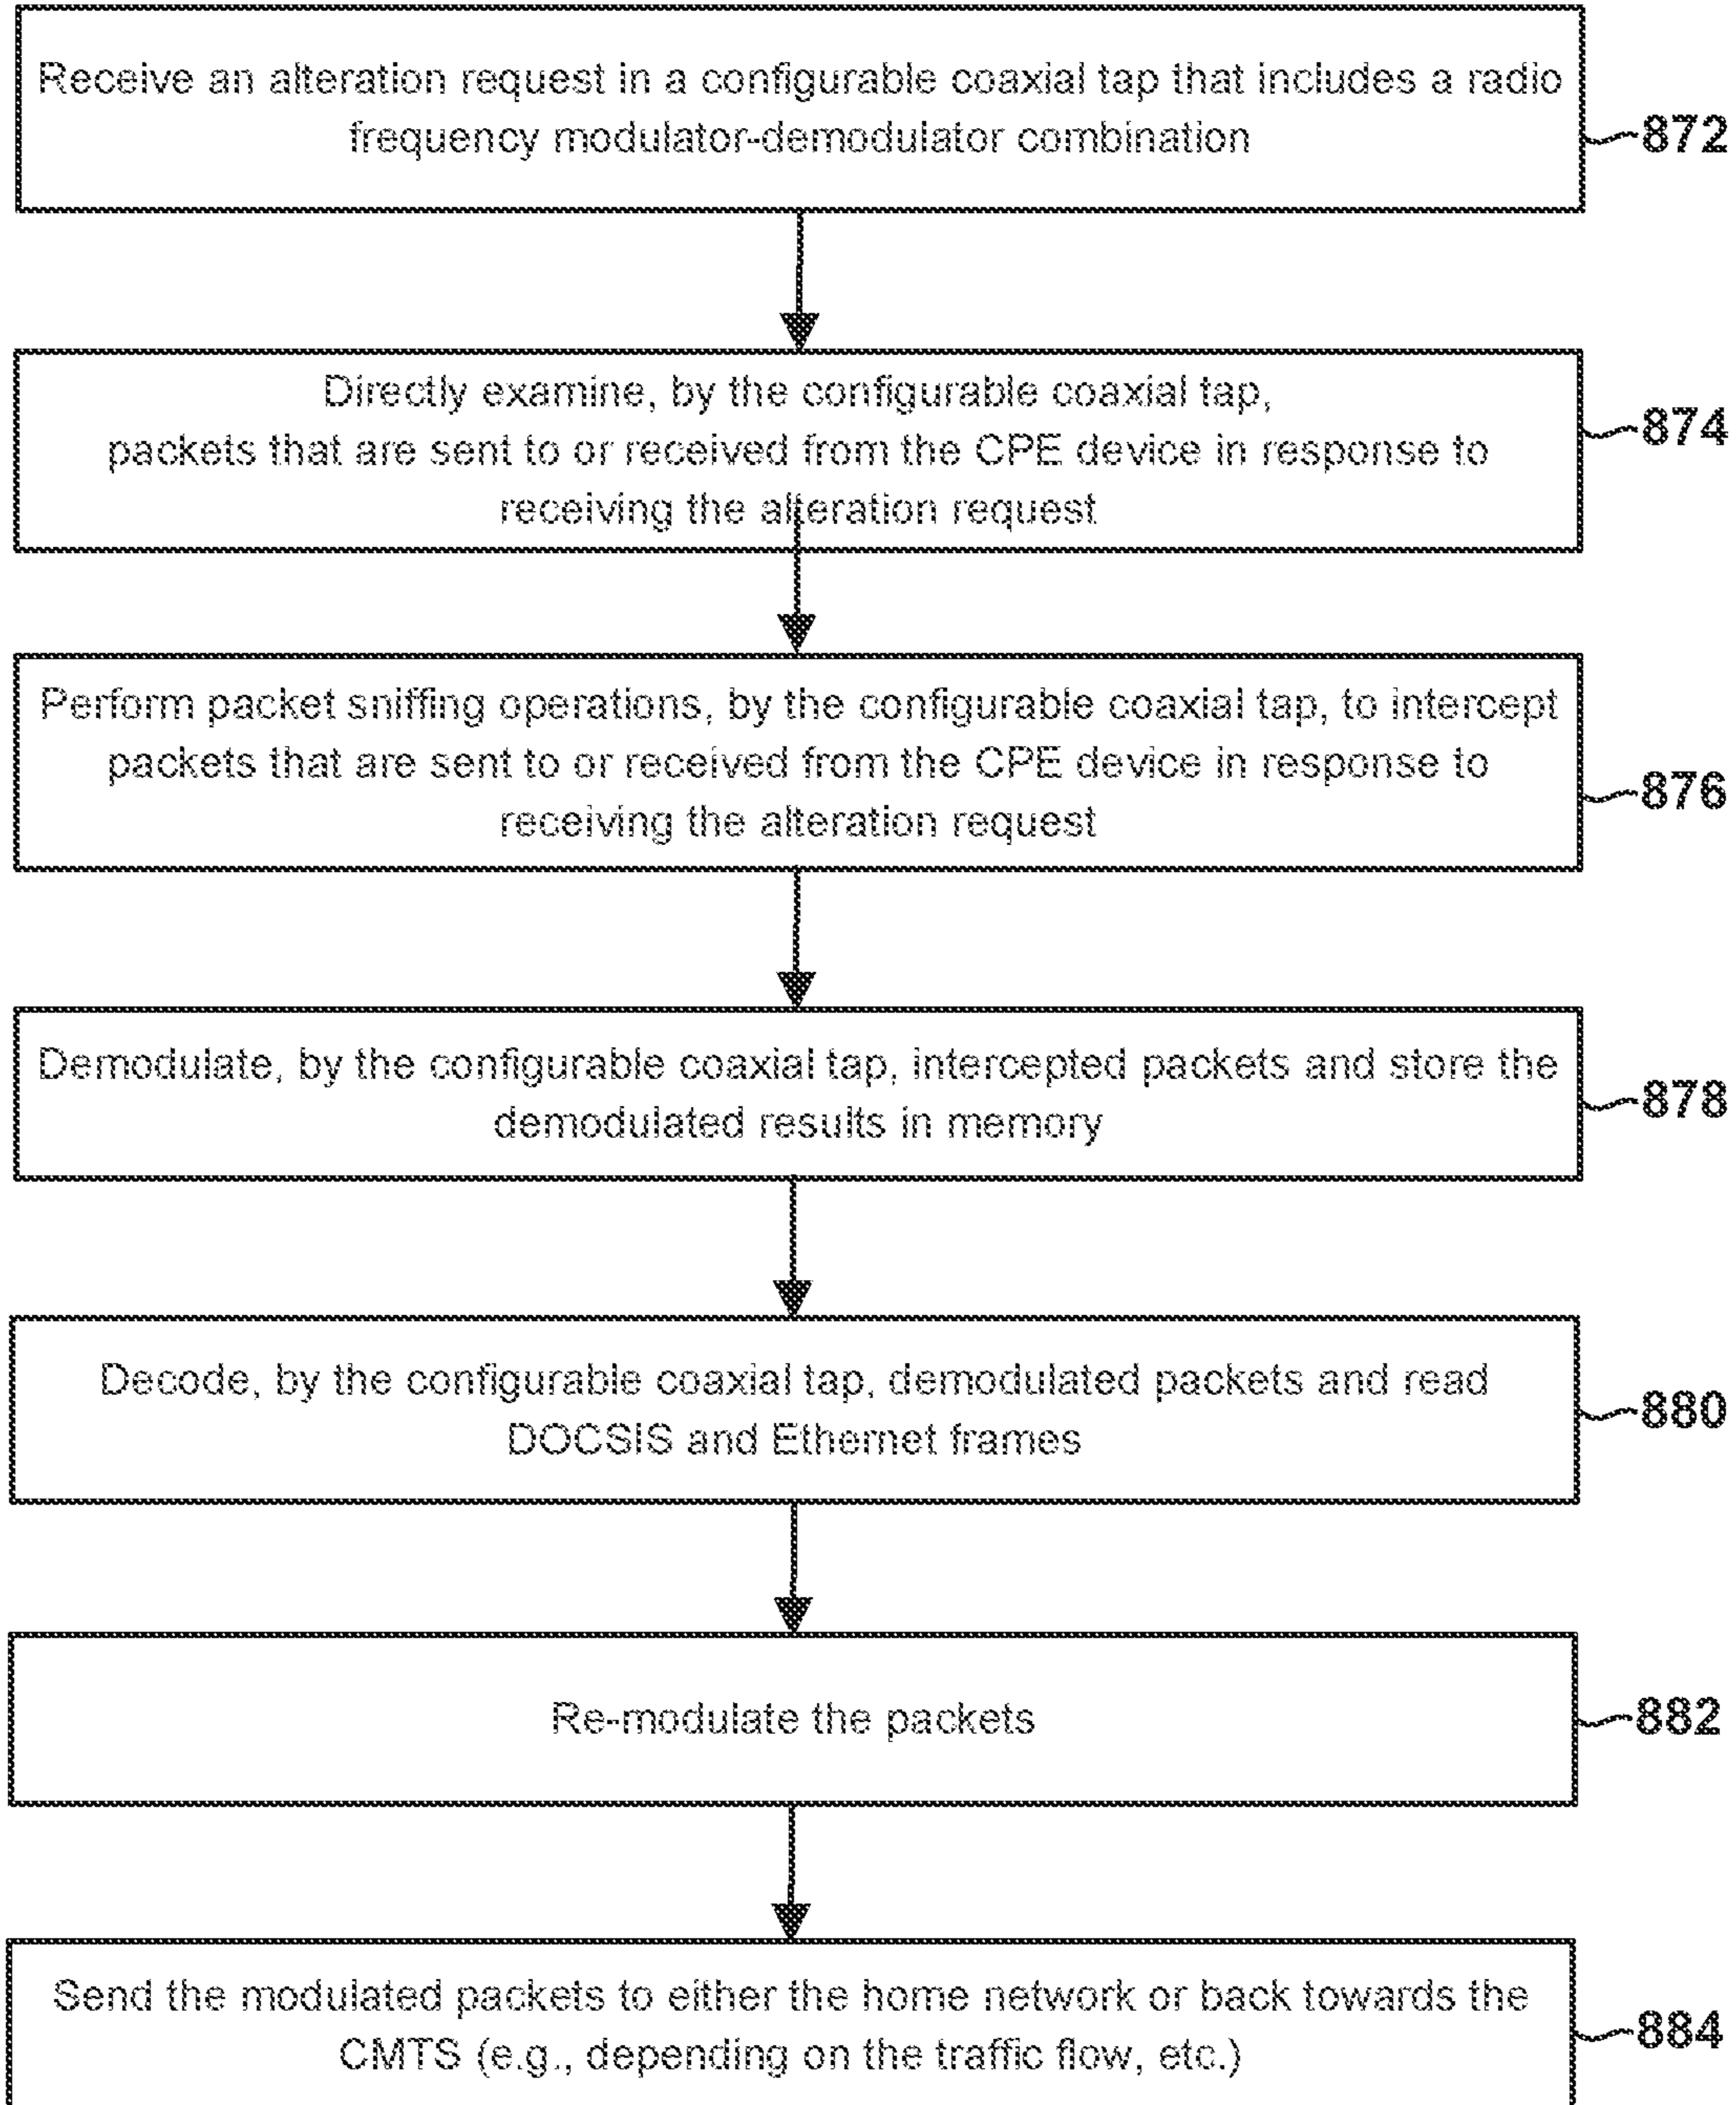 Receive an alteration request in a configurable coaxial tap that includes a radio
frequency modulator-demodulator combination
872
Directly examine, by the configurable coaxial tap,
packets that are sent to or received from the CPE device in response to
receiving the alteration request
874
Perform packet sniffing operations, by the configurable coaxial tap, to intercept
packets that are sent to or received from the CPE device in response to
receiving the alteration request
876
Demodulate, by the configurable coaxial tap, intercepted packets and store the
demodulated results in memory
878
Decode, by the configurable coaxial tap, demodulated packets and read
DOCSIS and Ethernet frames
880
Re-modulate the packets
882
Send the modulated packets to either the home network or back towards the
CMTS (e.g., depending on the traffic flow, etc.)
884